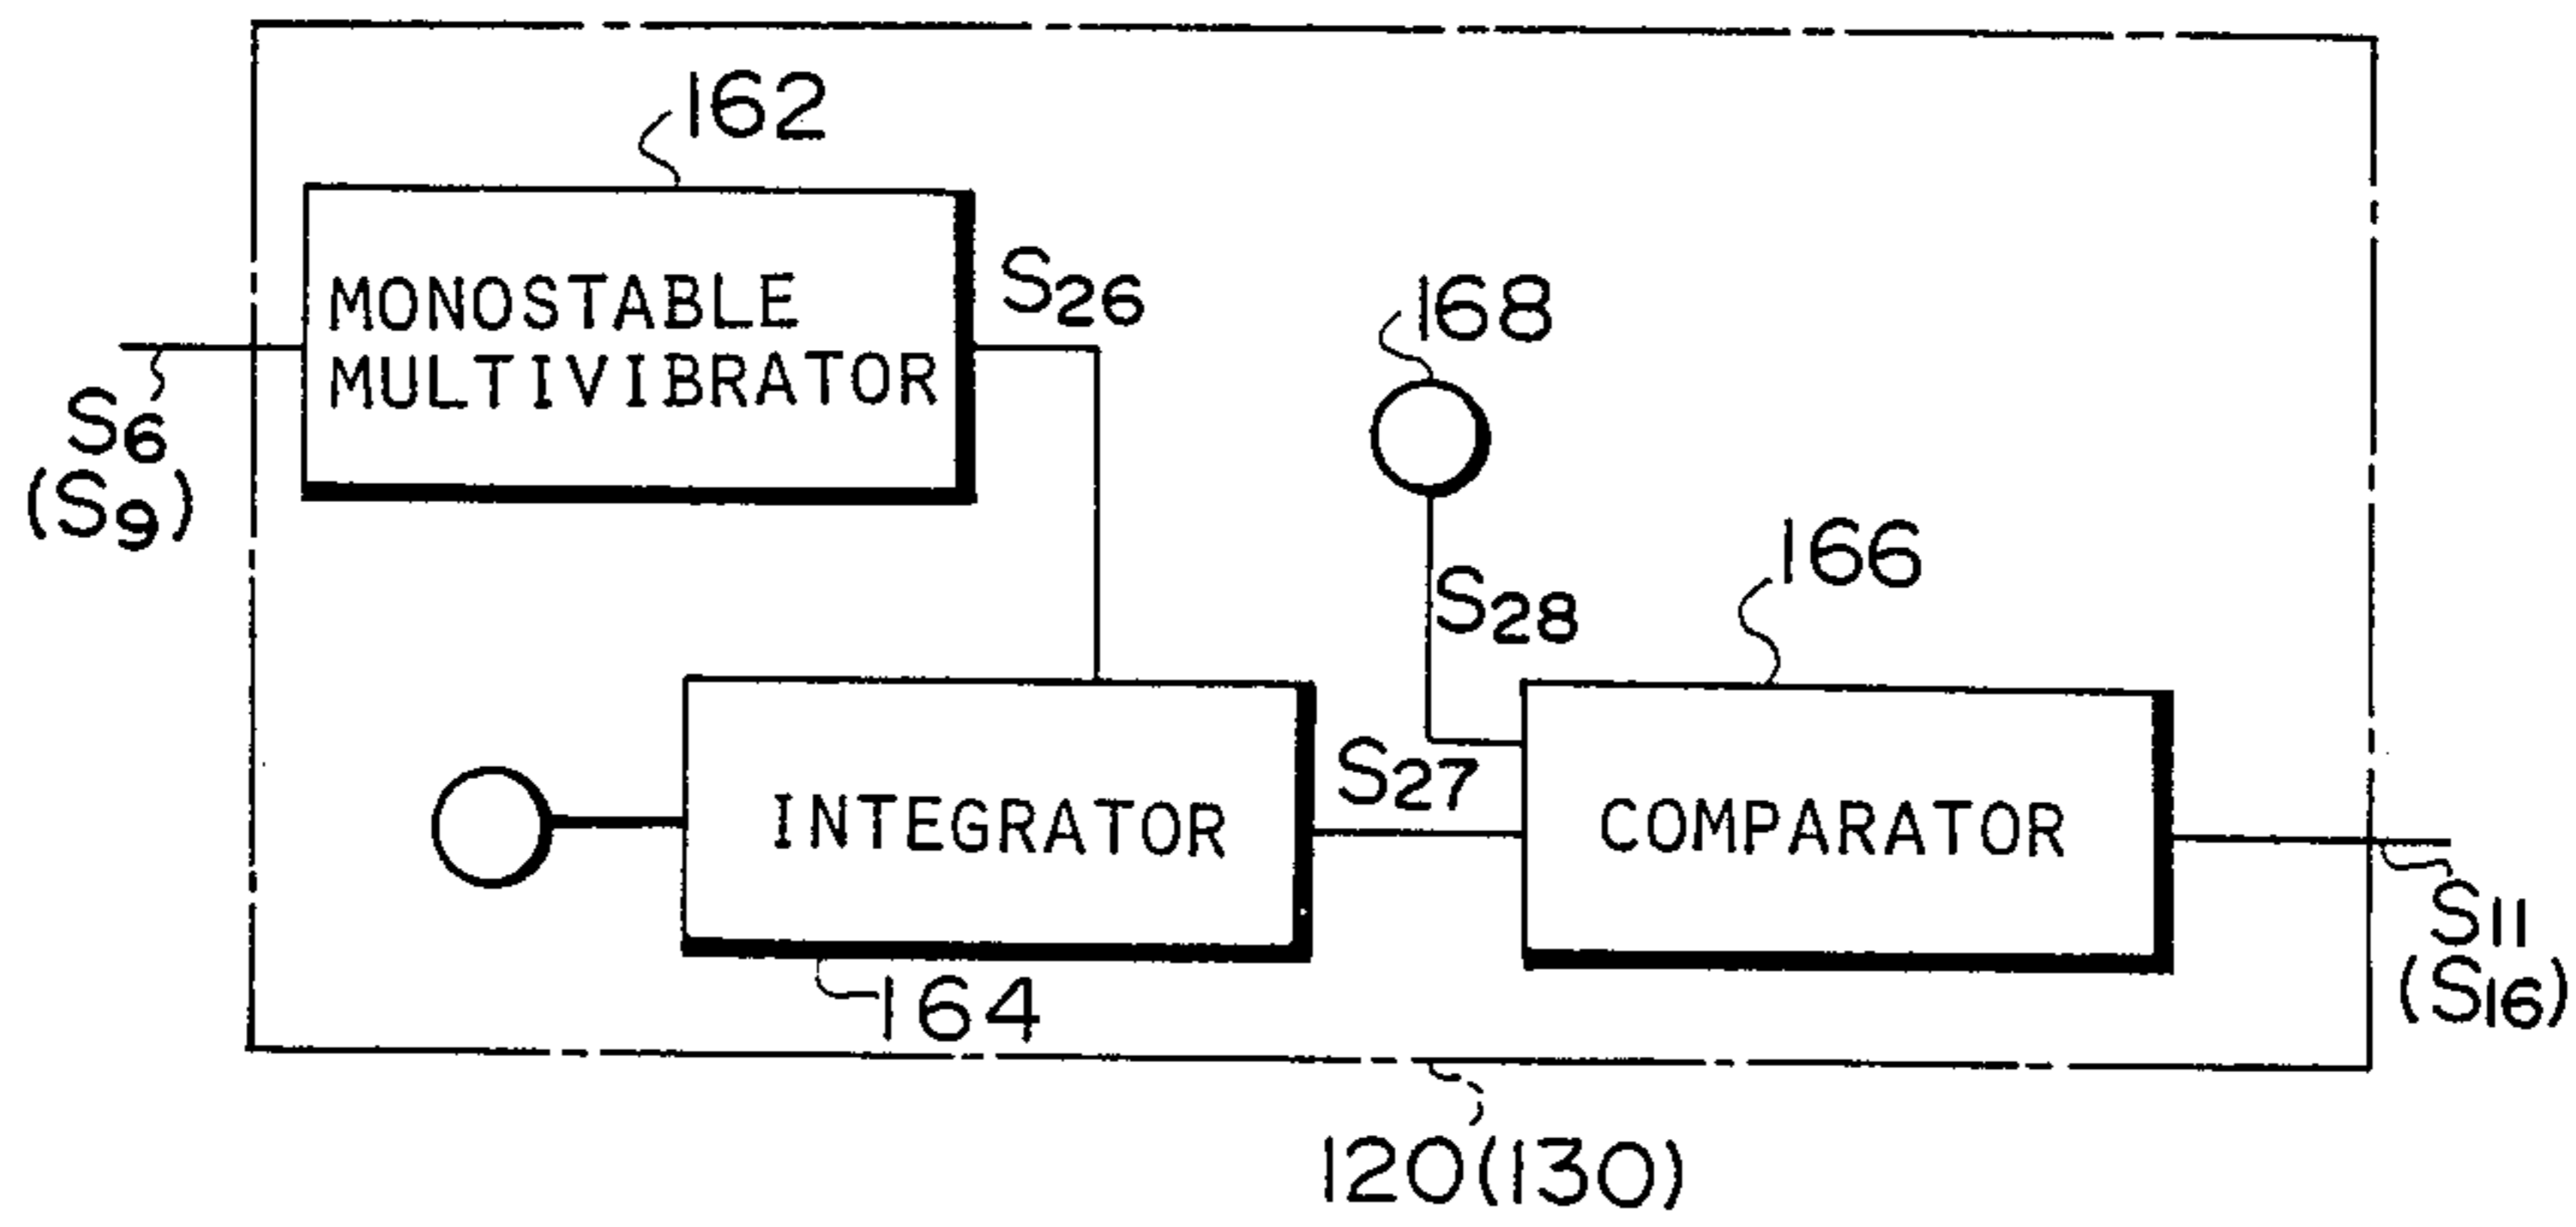 162
MONOSTABLE
MULTIVIBRATOR
S26
S6
(S9)
168
S28
166
INTEGRATOR
S27
COMPARATOR
164
S11
(S16)
120(130)